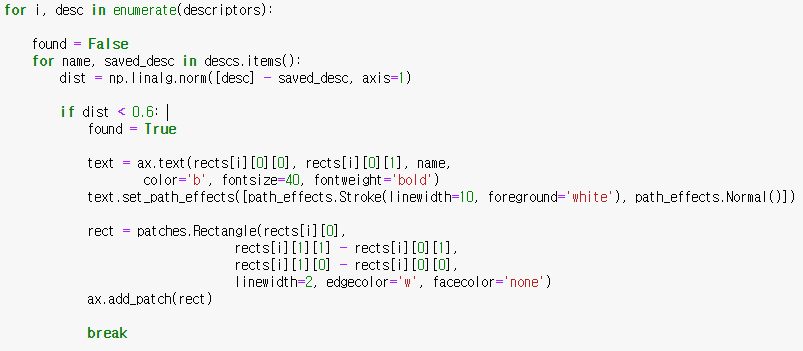 for i, desc in enumerate(descriptors):
found = False
for name, saved_desc in descs.items():
dist = np.linalg.norm([desc] - saved_desc, axis=1)
if dist < 0.6:
found = True
text = ax.text(rects[i][0][0], rects[i][0][1], name,
color='b', fontsize=40, fontweight='bold')
text.set_path_effects([path_effects.Stroke(linewidth=10, foreground='white'), path_effects.Normal()])
rect = patches.Rectangle(rects[i][0],
rects[i][1][1] - rects[i][0][1],
rects[i][1][0] - rects[i][0][0],
linewidth=2, edgecolor='w', facecolor='none')
ax.add_patch(rect)
break